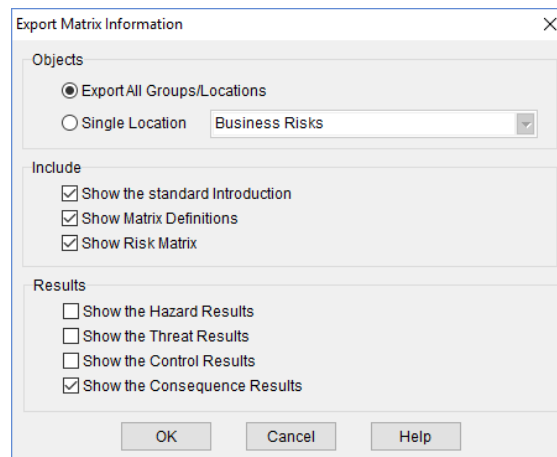 Export Matrix Information
Objects
Export All Groups/Locations
Single Location Business Risks
Include
Show the standard Introduction
Show Matrix Definitions
Show Risk Matrix
Results
Show the Hazard Results
Show the Threat Results
Show the Control Results
Show the Consequence Results
OK Cancel Help